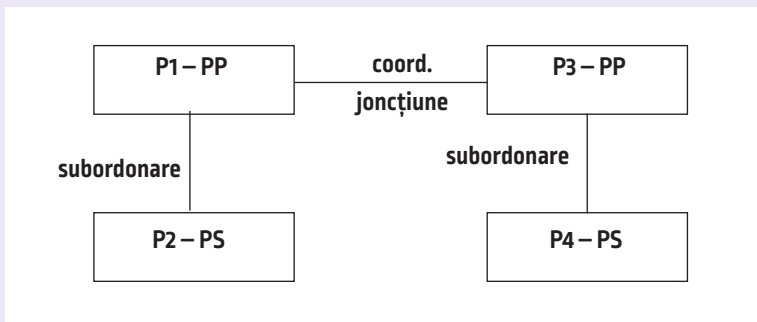 P1 – PP
coord.
P3 – PP
joncțiune
subordonare
subordonare
P2 – PS
P4 – PS